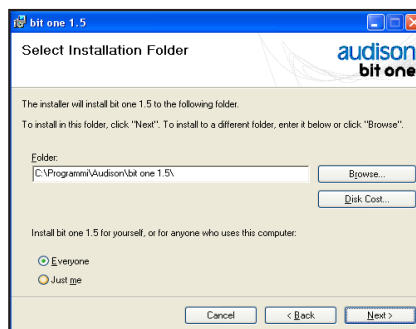 bit one 1.5
Select Installation Folder
audison
bit one
The installer will install bit one 1.5 to the following folder.
To install in this folder, click "Next". To install to a different folder, enter it below or click "Browse".
Folder:
C:\Programmi\Audison\bit one 1.5\
Browse...
Disk Cost...
Install bit one 1.5 for yourself, or for anyone who uses this computer:
Everyone
Just me
Cancel
< Back
Next >